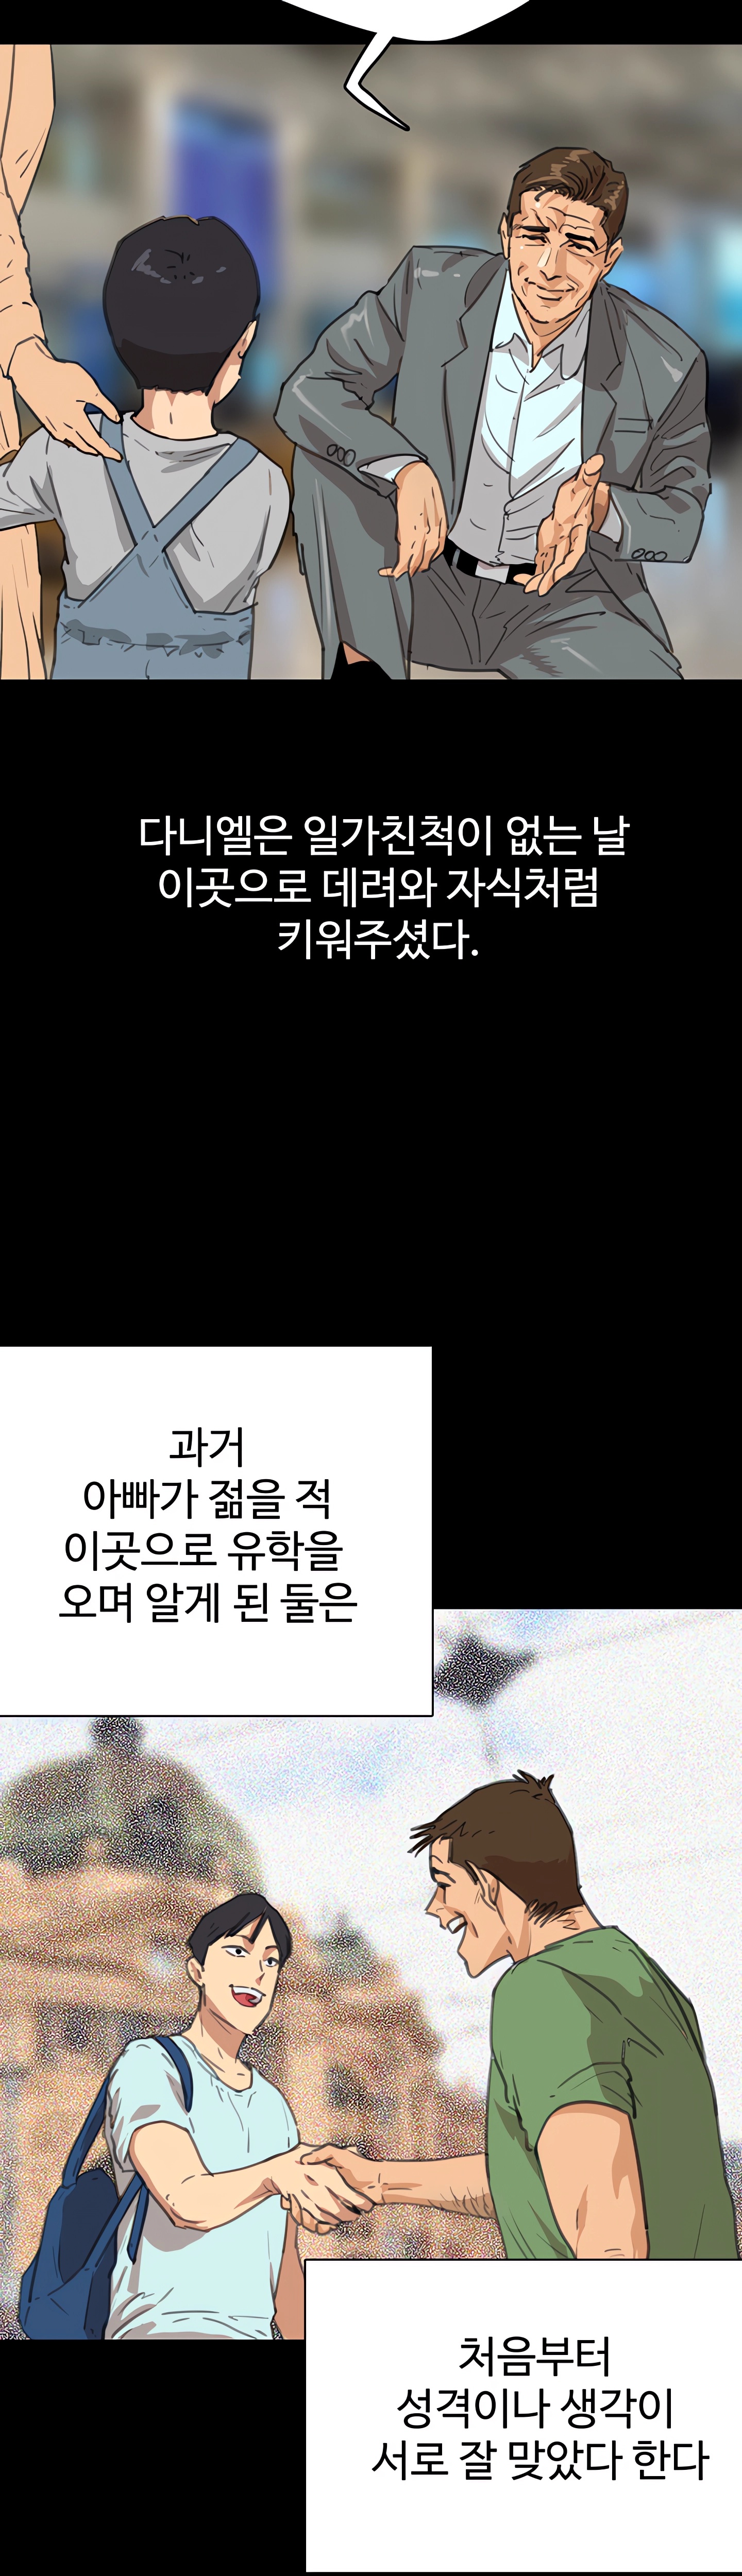 다니엘은 일가친척이 없는 날
이곳으로 데려와 자식처럼
키워주셨다.
과거
아빠가 젊을 적
이곳으로 유학을
오며 알게 된 둘은
처음부터
성격이나 생각이
서로 잘 맞았다 한다